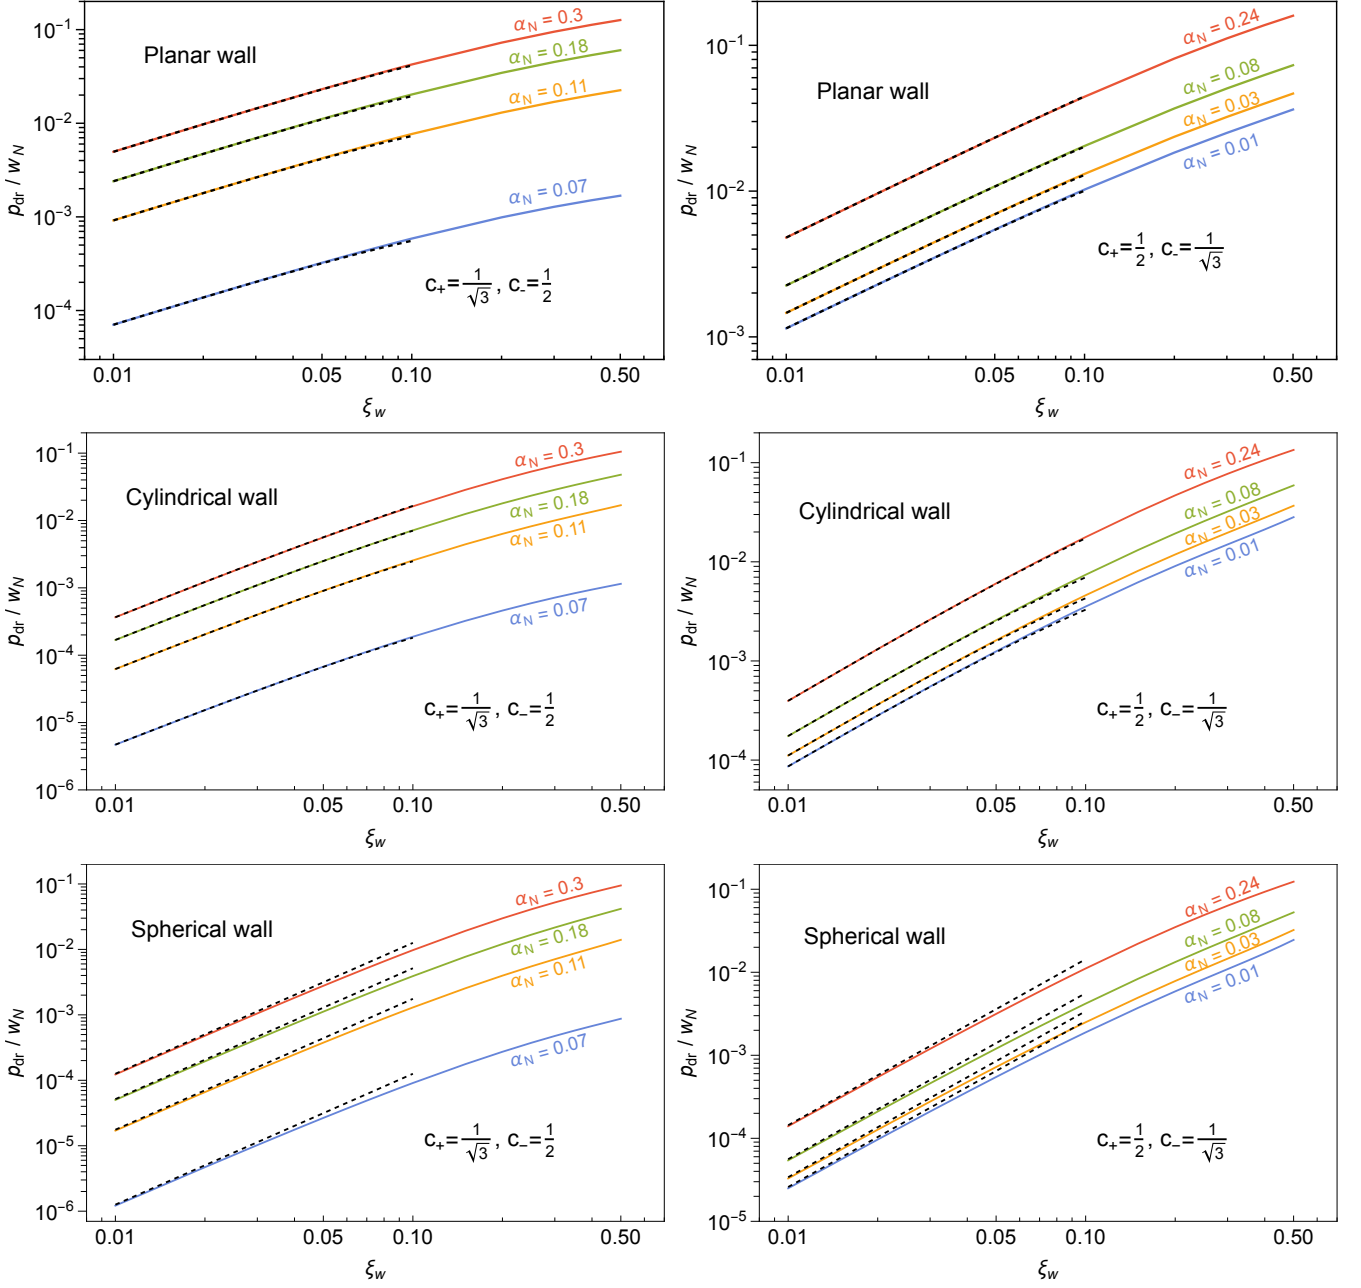 10⁻¹
10⁻²
10⁻³
10⁻⁴
p_dr / w_N
Planar wall
α_N = 0.3
α_N = 0.18
α_N = 0.11
α_N = 0.07
c₊=1/√3, c₋=1/2
0.01 0.05 0.10 0.50
ξ_w
10⁻¹
10⁻²
10⁻³
p_dr / w_N
Planar wall
α_N = 0.24
α_N = 0.08
α_N = 0.03
α_N = 0.01
c₊=1/2, c₋=1/√3
0.01 0.05 0.10 0.50
ξ_w
10⁻¹
10⁻²
10⁻³
10⁻⁴
10⁻⁵
10⁻⁶
p_dr / w_N
Cylindrical wall
α_N = 0.3
α_N = 0.18
α_N = 0.11
α_N = 0.07
c₊=1/√3, c₋=1/2
0.01 0.05 0.10 0.50
ξ_w
10⁻¹
10⁻²
10⁻³
10⁻⁴
p_dr / w_N
Cylindrical wall
α_N = 0.24
α_N = 0.08
α_N = 0.03
α_N = 0.01
c₊=1/2, c₋=1/√3
0.01 0.05 0.10 0.50
ξ_w
10⁻¹
10⁻²
10⁻³
10⁻⁴
10⁻⁵
10⁻⁶
p_dr / w_N
Spherical wall
α_N = 0.3
α_N = 0.18
α_N = 0.11
α_N = 0.07
c₊=1/√3, c₋=1/2
0.01 0.05 0.10 0.50
ξ_w
10⁻¹
10⁻²
10⁻³
10⁻⁴
10⁻⁵
p_dr / w_N
Spherical wall
α_N = 0.24
α_N = 0.08
α_N = 0.03
α_N = 0.01
c₊=1/2, c₋=1/√3
0.01 0.05 0.10 0.50
ξ_w